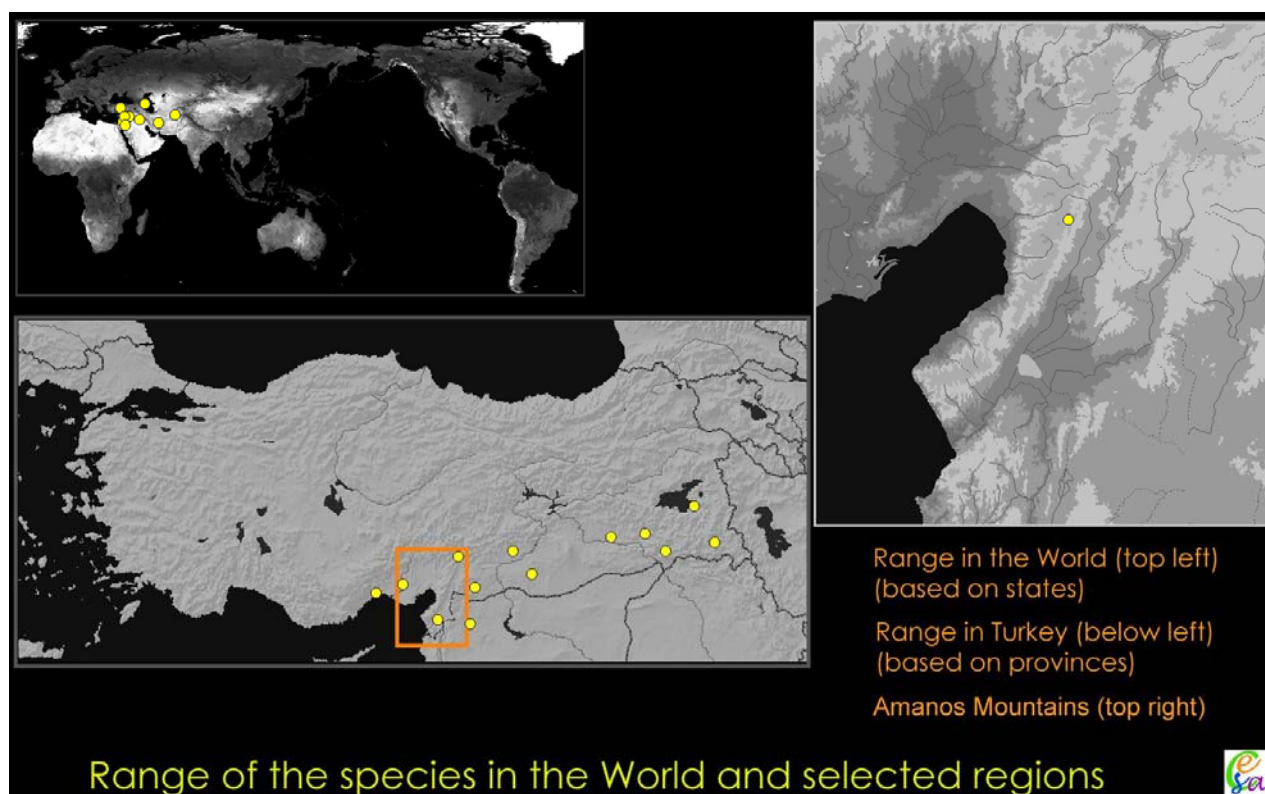 Range in the World (top left)
(based on states)
Range in Turkey (below left)
(based on provinces)
Amanos Mountains (top right)
Range of the species in the World and selected regions